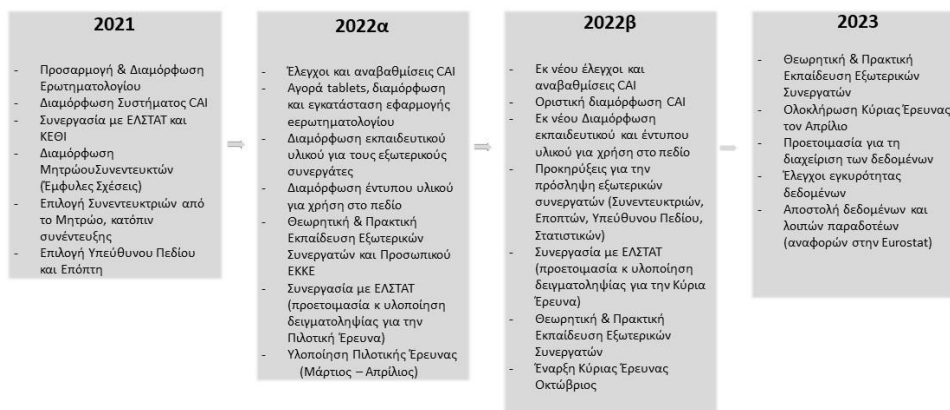 2021
- Προσαρμογή & Διαμόρφωση
Ερωτηματολογίου
- Διαμόρφωση Συστήματος CAI
- Συνεργασία με ΕΛΣΤΑΤ και
ΚΕΘΙ
- Διαμόρφωση
ΜητρώουΣυνεντευκτών
(Έμφυλες Σχέσεις)
- Επιλογή Συνεντευκτριών από
το Μητρώο, κατόπιν
συνέντευξης
- Επιλογή Υπεύθυνου Πεδίου
και Επόπτη
2022α
- Έλεγχοι και αναβαθμίσεις CAI
- Αγορά tablets, διαμόρφωση
και εγκατάσταση εφαρμογής
eερωτηματολογίου
- Διαμόρφωση εκπαιδευτικού
υλικού για τους εξωτερικούς
συνεργάτες
- Διαμόρφωση έντυπου υλικού
για χρήση στο πεδίο
- Θεωρητική & Πρακτική
Εκπαίδευση Εξωτερικών
Συνεργατών και Προσωπικού
ΕΚΚΕ
- Συνεργασία με ΕΛΣΤΑΤ
(προετοιμασία κ υλοποίηση
δειγματοληψίας για την
Πιλοτική Έρευνα)
- Υλοποίηση Πιλοτικής Έρευνας
(Μάρτιος – Απρίλιος)
2022β
- Εκ νέου έλεγχοι και
αναβαθμίσεις CAI
- Οριστική διαμόρφωση CAI
- Εκ νέου Διαμόρφωση
εκπαιδευτικού και έντυπου
υλικού για χρήση στο πεδίο
- Προκηρύξεις για την
πρόσληψη εξωτερικών
συνεργατών (Συνεντευκτριών,
Εποπτών, Υπεύθυνου Πεδίου,
Στατιστικών)
- Συνεργασία με ΕΛΣΤΑΤ
(προετοιμασία κ υλοποίηση
δειγματοληψίας για την Κύρια
Έρευνα)
- Θεωρητική & Πρακτική
Εκπαίδευση Εξωτερικών
Συνεργατών
- Έναρξη Κύριας Έρευνας
Οκτώβριος
2023
- Θεωρητική & Πρακτική
Εκπαίδευση Εξωτερικών
Συνεργατών
- Ολοκλήρωση Κύριας Έρευνας
τον Απρίλιο
- Προετοιμασία για τη
διαχείριση των δεδομένων
- Έλεγχοι εγκυρότητας
δεδομένων
- Αποστολή δεδομένων και
λοιπών παραδοτέων
(αναφορών στην Eurostat)